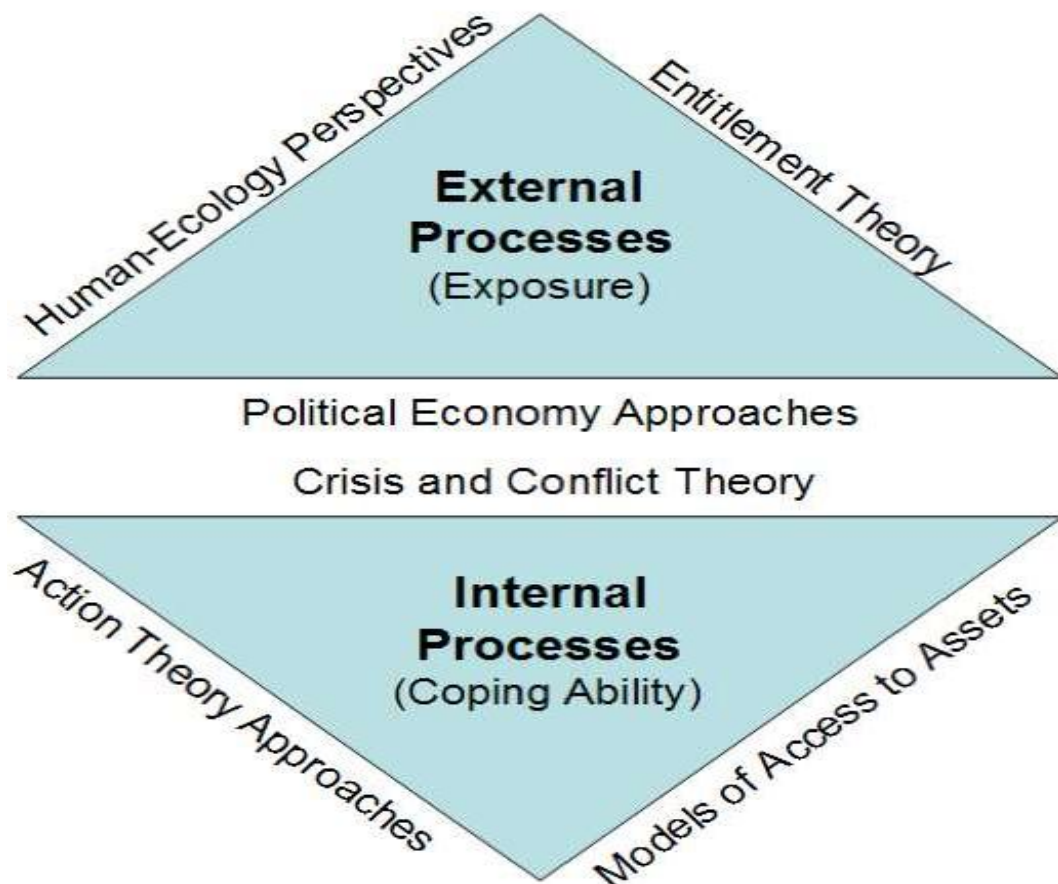 Human-Ecology Perspectives
Entitlement Theory
External
Processes
(Exposure)
Political Economy Approaches
Crisis and Conflict Theory
Internal
Processes
(Coping Ability)
Action Theory Approaches
Models of Access to Assets